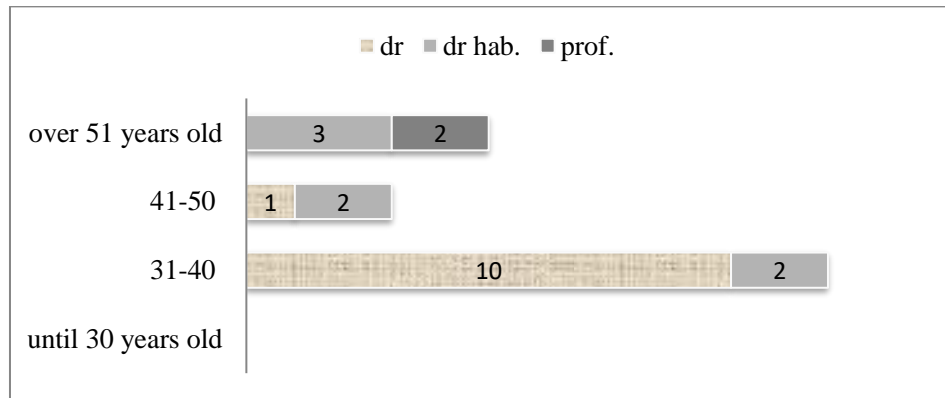 dr dr hab. prof.
over 51 years old 3 2
41-50 1 2
31-40 10 2
until 30 years old